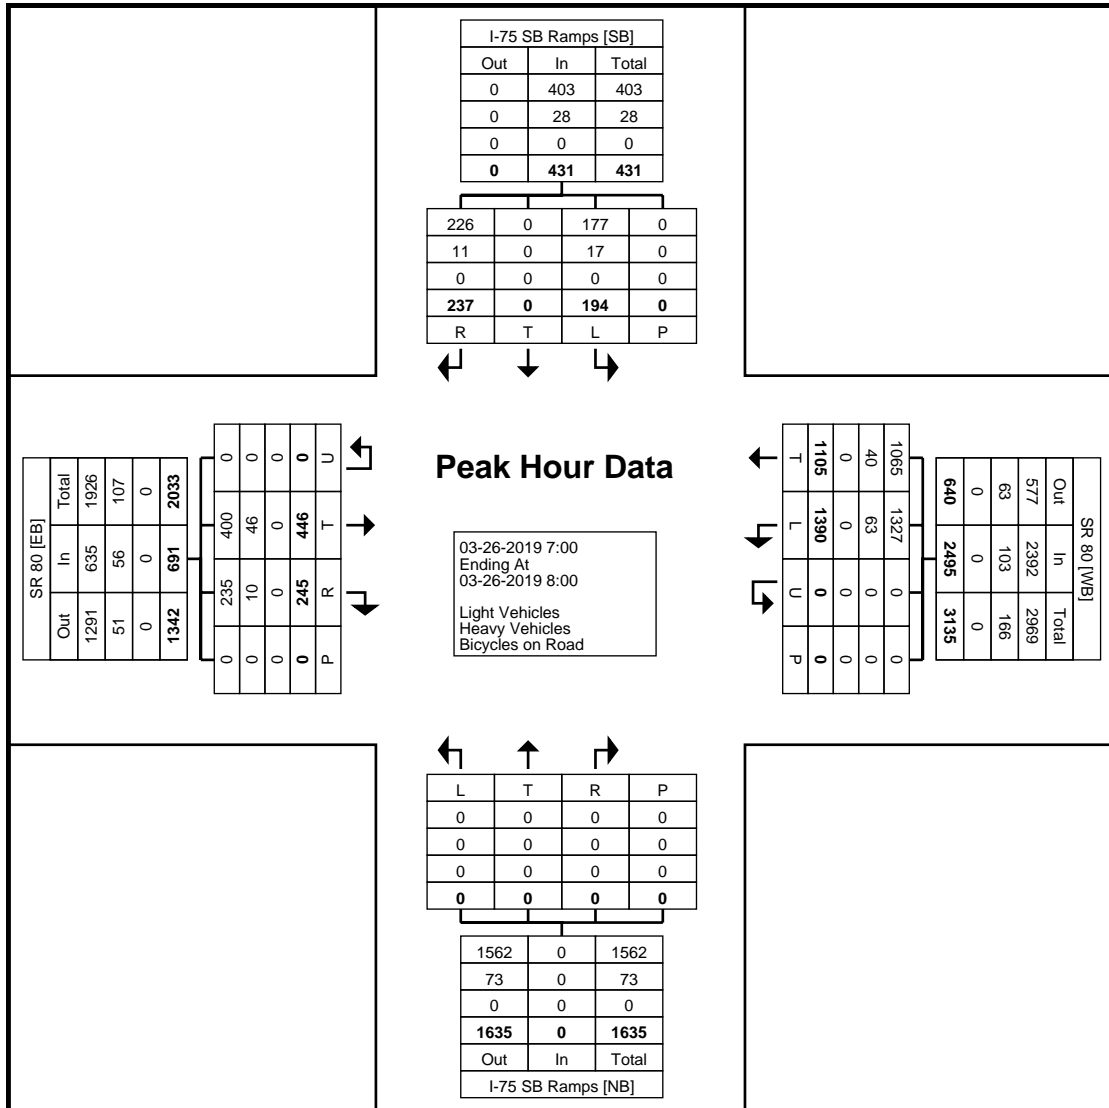 I-75 SB Ramps [SB]
Out In Total
0 403 403
0 28 28
0 0 0
0 431 431
226 0 177 0
11 0 17 0
0 0 0 0
237 0 194 0
R T L P
SR 80 [EB]
Total In Out
1926 635 1291
107 56 51
0 0 0
2033 691 1342
0 400 235 0
0 46 10 0
0 0 0 0
0 446 245 0
U T R P
Peak Hour Data
03-26-2019 7:00
Ending At
03-26-2019 8:00
Light Vehicles
Heavy Vehicles
Bicycles on Road
SR 80 [WB]
Out In Total
577 2392 2969
63 103 166
0 0 0
640 2495 3135
1065 1327 0 0
40 63 0 0
0 0 0 0
1105 1390 0 0
T L U P
L T R P
0 0 0 0
0 0 0 0
0 0 0 0
0 0 0 0
1562 0 1562
73 0 73
0 0 0
1635 0 1635
Out In Total
I-75 SB Ramps [NB]